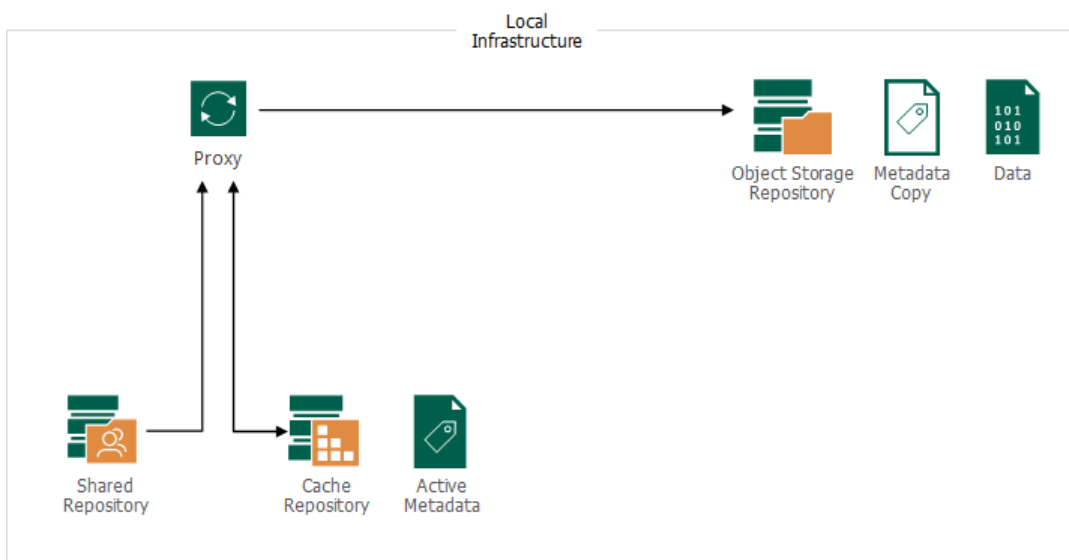 Local
Infrastructure
Proxy
Object Storage
Repository
Metadata
Copy
Data
101
010
101
Shared
Repository
Cache
Repository
Active
Metadata